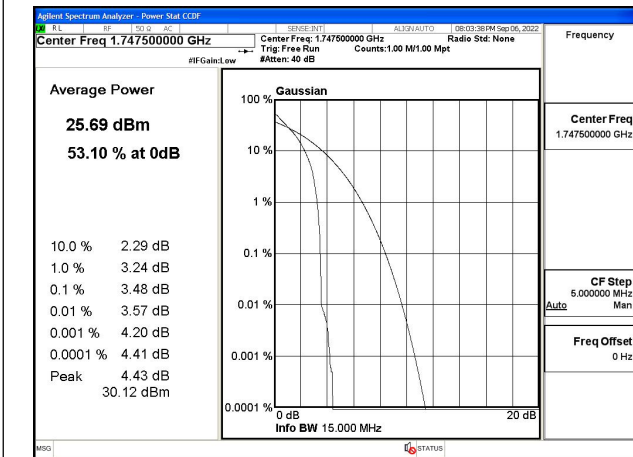 Agilent Spectrum Analyzer - Power Stat CCDF
RL RF 50 Ω AC SENSE:INT ALIGNAUTO 08:03:38PM Sep 06, 2022
Center Freq 1.747500000 GHz
Center Freq: 1.747500000 GHz Radio Std: None
Trig: Free Run Counts:1.00 M/1.00 Mpt
#IFGain:Low #Atten: 40 dB
Frequency
Center Freq
1.747500000 GHz
CF Step
5.000000 MHz
Auto Man
Freq Offset
0 Hz
Average Power
25.69 dBm
53.10 % at 0dB
10.0 % 2.29 dB
1.0 % 3.24 dB
0.1 % 3.48 dB
0.01 % 3.57 dB
0.001 % 4.20 dB
0.0001 % 4.41 dB
Peak 4.43 dB
30.12 dBm
Gaussian
100 %
10 %
1 %
0.1 %
0.01 %
0.001 %
0.0001 %
0 dB 20 dB
Info BW 15.000 MHz
MSG STATUS